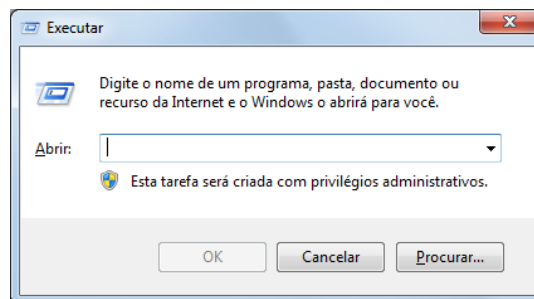 Executar
Digite o nome de um programa, pasta, documento ou
recurso da Internet e o Windows o abrirá para você.
Abrir:
Esta tarefa será criada com privilégios administrativos.
OK
Cancelar
Procurar...